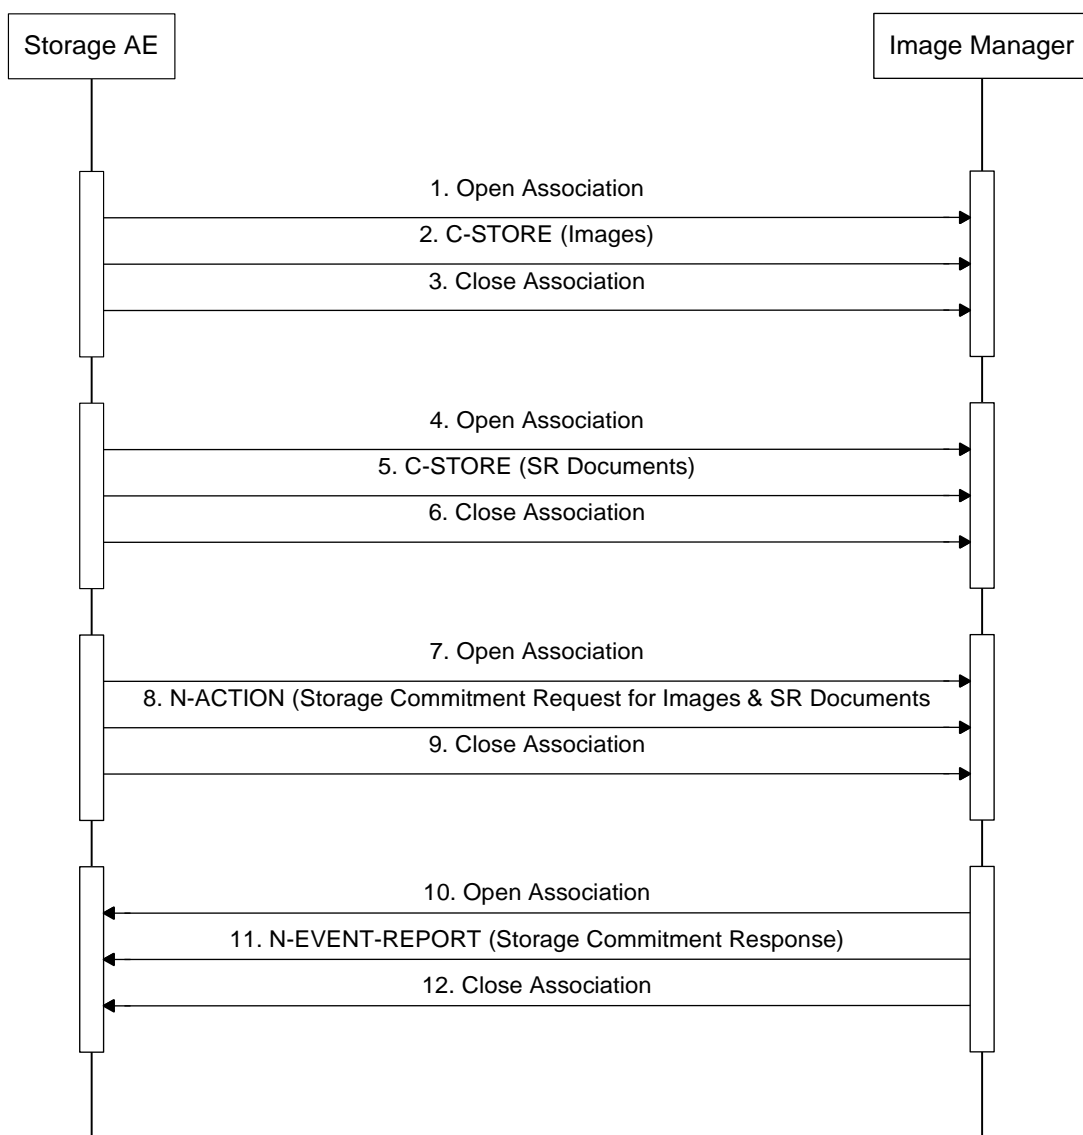 Storage AE
Image Manager
1. Open Association
2. C-STORE (Images)
3. Close Association
4. Open Association
5. C-STORE (SR Documents)
6. Close Association
7. Open Association
8. N-ACTION (Storage Commitment Request for Images & SR Documents
9. Close Association
10. Open Association
11. N-EVENT-REPORT (Storage Commitment Response)
12. Close Association